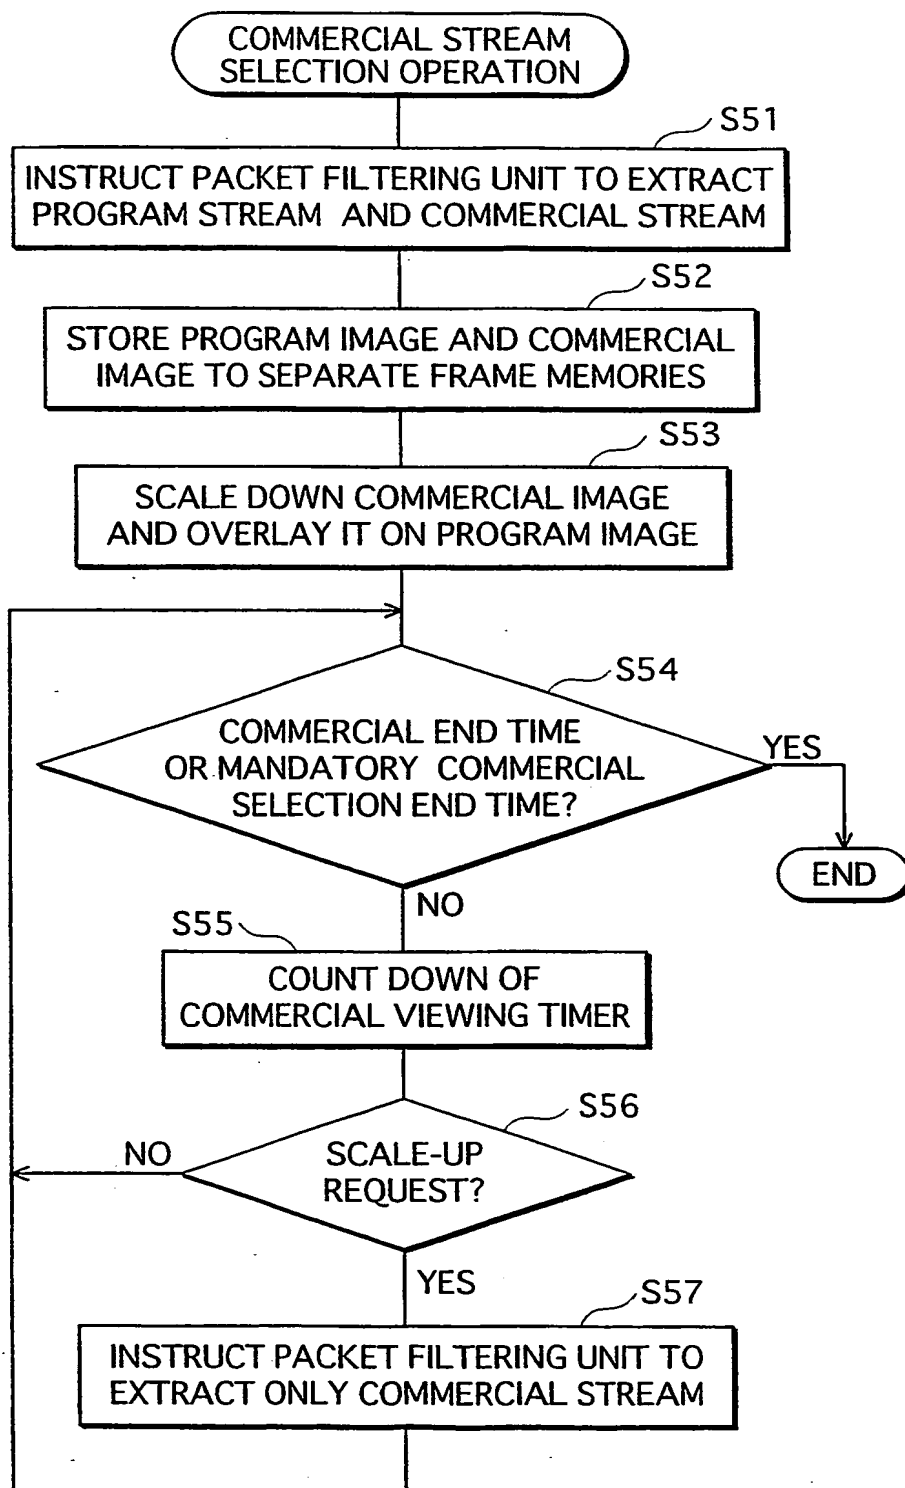 COMMERCIAL STREAM
SELECTION OPERATION
S51
INSTRUCT PACKET FILTERING UNIT TO EXTRACT
PROGRAM STREAM AND COMMERCIAL STREAM
S52
STORE PROGRAM IMAGE AND COMMERCIAL
IMAGE TO SEPARATE FRAME MEMORIES
S53
SCALE DOWN COMMERCIAL IMAGE
AND OVERLAY IT ON PROGRAM IMAGE
S54
COMMERCIAL END TIME
OR MANDATORY COMMERCIAL
SELECTION END TIME?
YES
END
NO
S55
COUNT DOWN OF
COMMERCIAL VIEWING TIMER
S56
NO
SCALE-UP
REQUEST?
YES
S57
INSTRUCT PACKET FILTERING UNIT TO
EXTRACT ONLY COMMERCIAL STREAM